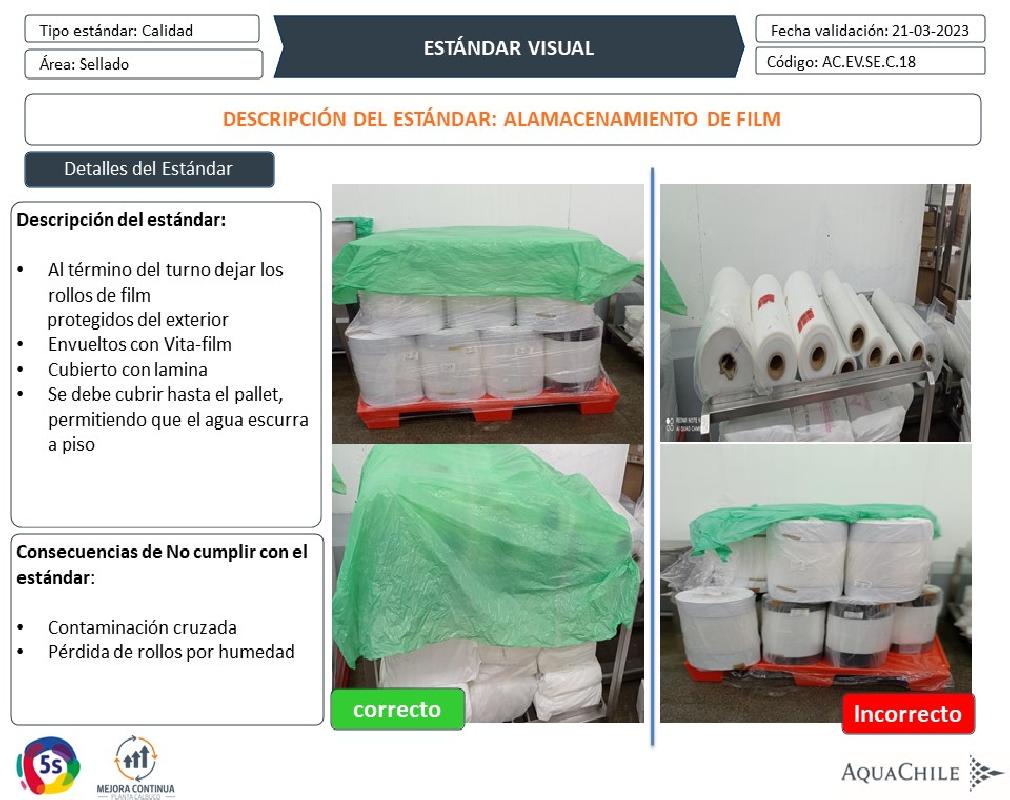 Tipo estándar: Calidad
Área: Sellado
ESTÁNDAR VISUAL
Fecha validación: 21-03-2023
Código: AC.EV.SE.C.18
DESCRIPCIÓN DEL ESTÁNDAR: ALAMACENAMIENTO DE FILM
Detalles del Estándar
Descripción del estándar:
• Al término del turno dejar los
rollos de film
protegidos del exterior
• Envueltos con Vita-film
• Cubierto con lamina
• Se debe cubrir hasta el pallet,
permitiendo que el agua escurra
a piso
Consecuencias de No cumplir con el
estándar:
• Contaminación cruzada
• Pérdida de rollos por humedad
correcto
Incorrecto
5s
MEJORA CONTINUA
PLANTA CALBUCO
AQUACHILE